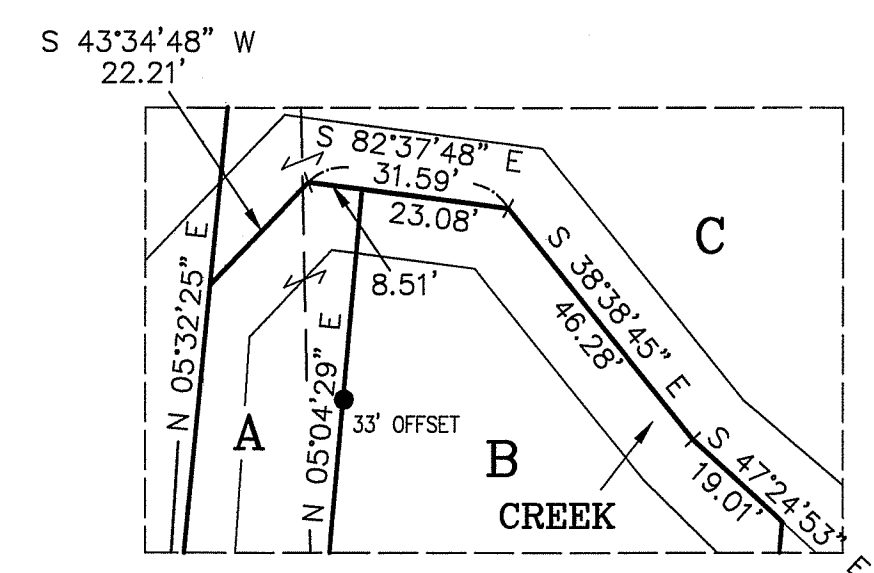 S 43°34'48" W
22.21'
S 82°37'48" E
31.59'
23.08'
8.51'
C
S 38°38'45" E
46.28'
N 05°32'25" E
A
N 05°04'29" E
33' OFFSET
B
CREEK
S 47°24'53" E
19.01'